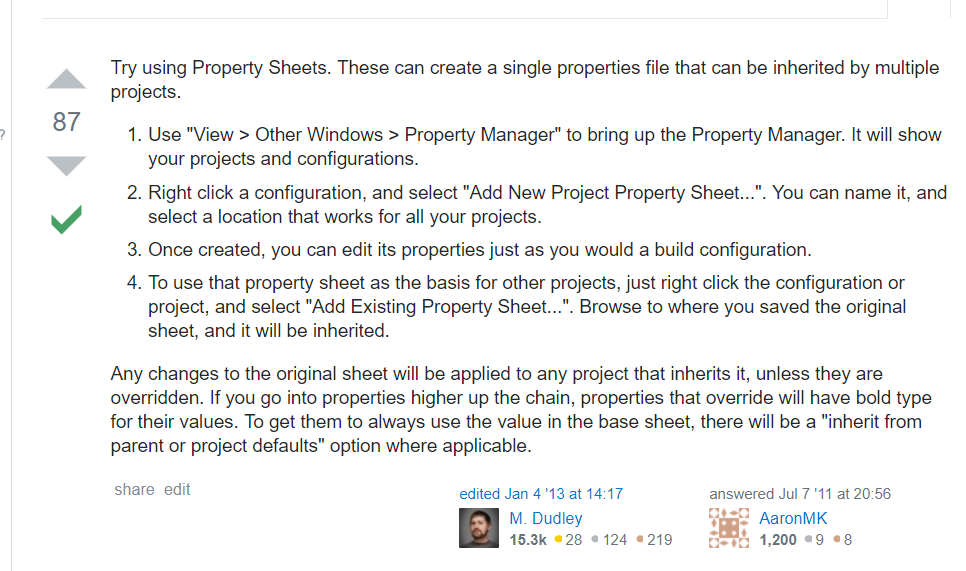 Try using Property Sheets. These can create a single properties file that can be inherited by multiple
projects.
87
?
1. Use "View > Other Windows > Property Manager" to bring up the Property Manager. It will show
your projects and configurations.
2. Right click a configuration, and select "Add New Project Property Sheet...". You can name it, and
select a location that works for all your projects.
3. Once created, you can edit its properties just as you would a build configuration.
4. To use that property sheet as the basis for other projects, just right click the configuration or
project, and select "Add Existing Property Sheet...". Browse to where you saved the original
sheet, and it will be inherited.
Any changes to the original sheet will be applied to any project that inherits it, unless they are
overridden. If you go into properties higher up the chain, properties that override will have bold type
for their values. To get them to always use the value in the base sheet, there will be a "inherit from
parent or project defaults" option where applicable.
share edit
edited Jan 4 '13 at 14:17
M. Dudley
15.3k 28 124 219
answered Jul 7 '11 at 20:56
AaronMK
1,200 9 8